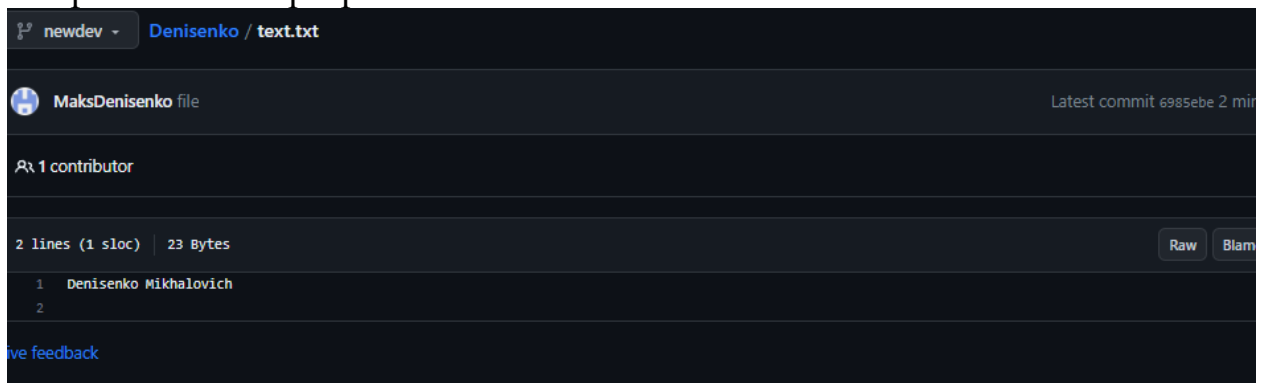 newdev Denisenko / text.txt
MaksDenisenko file Latest commit 6985ebe 2 min
1 contributor
2 lines (1 sloc) 23 Bytes Raw Blam
1 Denisenko Mikhalovich
2
ive feedback